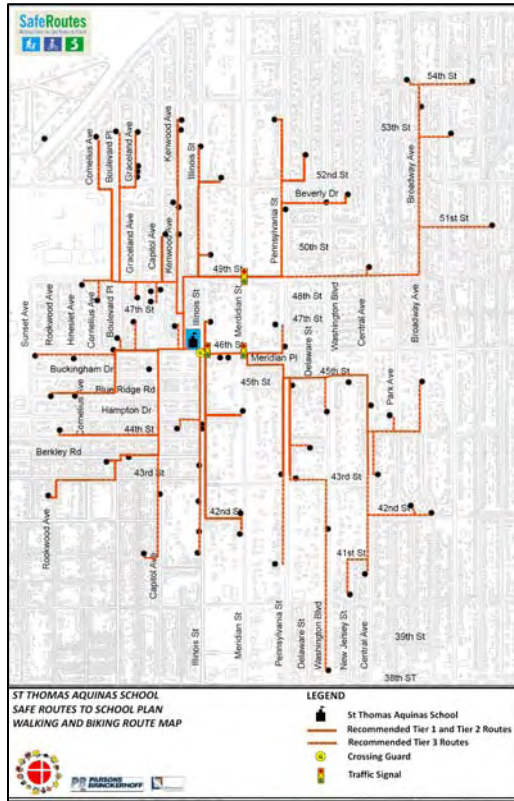 SafeRoutes
54th St
53th St
Cornelius Ave
Boulevard Pl
Graceland Ave
Kenwood Ave
Illinois St
Broadway Ave
52nd St
Beverly Dr
Pennsylvania St
51st St
Graceland Ave
Capitol Ave
Kenwood Ave
50th St
49th St
Sunset Ave
Rookwood Ave
Hineslet Ave
Cornelius Ave
Boulevard Pl
47th St
Illinois St
Meridian St
48th St
47th St
Delaware St
Washington Blvd
Central Ave
Broadway Ave
46th St
Meridian Pl
Buckingham Dr
45th St
45th St
Blue Ridge Rd
Cornelius Ave
Hampton Dr
Park Ave
44th St
Berkley Rd
43rd St
43rd St
Rookwood Ave
42nd St
42nd St
Capitol Ave
41st St
Illinois St
Meridian St
Pennsylvania St
Delaware St
Washington Blvd
New Jersey St
Central Ave
39th St
38th ST
ST THOMAS AQUINAS SCHOOL
SAFE ROUTES TO SCHOOL PLAN
WALKING AND BIKING ROUTE MAP
LEGEND
St Thomas Aquinas School
Recommended Tier 1 and Tier 2 Routes
Recommended Tier 3 Routes
Crossing Guard
Traffic Signal
PARSONS
BRINCKERHOFF